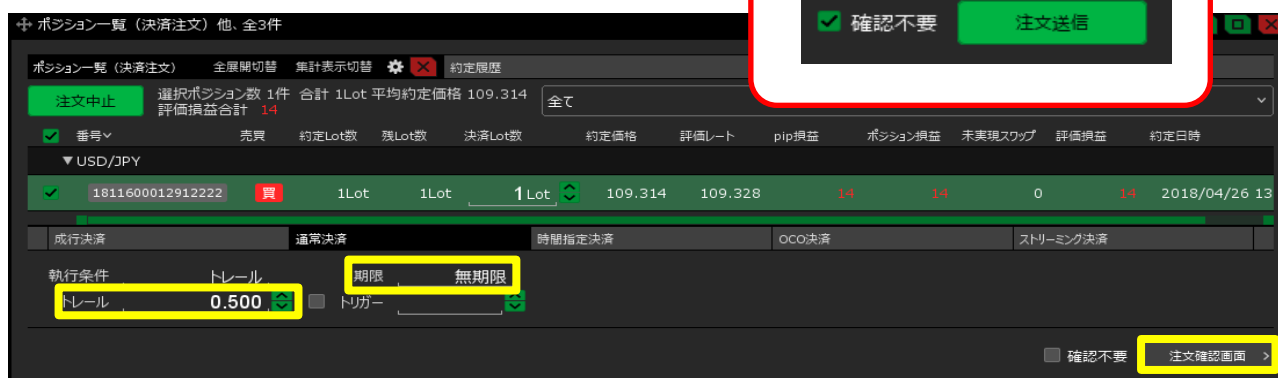 ポジション一覧（決済注文）他、全3件
確認不要 注文送信
ポジション一覧（決済注文） 全展開切替 集計表示切替 約定履歴
注文中止 選択ポジション数 1件 合計 1Lot 平均約定価格 109.314 全て
評価損益合計 14
番号 売買 約定Lot数 残Lot数 決済Lot数 約定価格 評価レート pip損益 ポジション損益 未実現スワップ 評価損益 約定日時
▼USD/JPY
1811600012912222 買 1Lot 1Lot 1 Lot 109.314 109.328 14 14 0 14 2018/04/26 13
成行決済 通常決済 時間指定決済 OCO決済 ストリーミング決済
執行条件 トレール 期限 無期限
トレール 0.500 トリガー
確認不要 注文確認画面 >